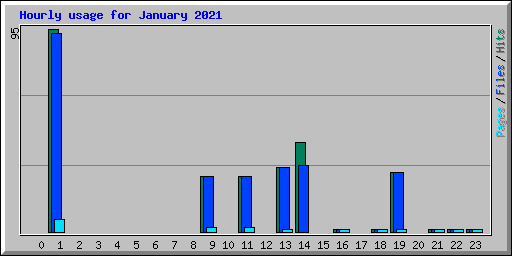 Hourly usage for January 2021
95
Pages/Files/Hits
0 1 2 3 4 5 6 7 8 9 10 11 12 13 14 15 16 17 18 19 20 21 22 23